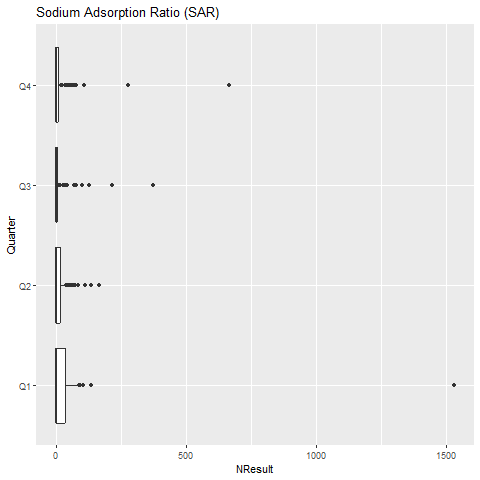 Sodium Adsorption Ratio (SAR)
Q4
Q3
Quarter
Q2
Q1
0 500 1000 1500
NResult